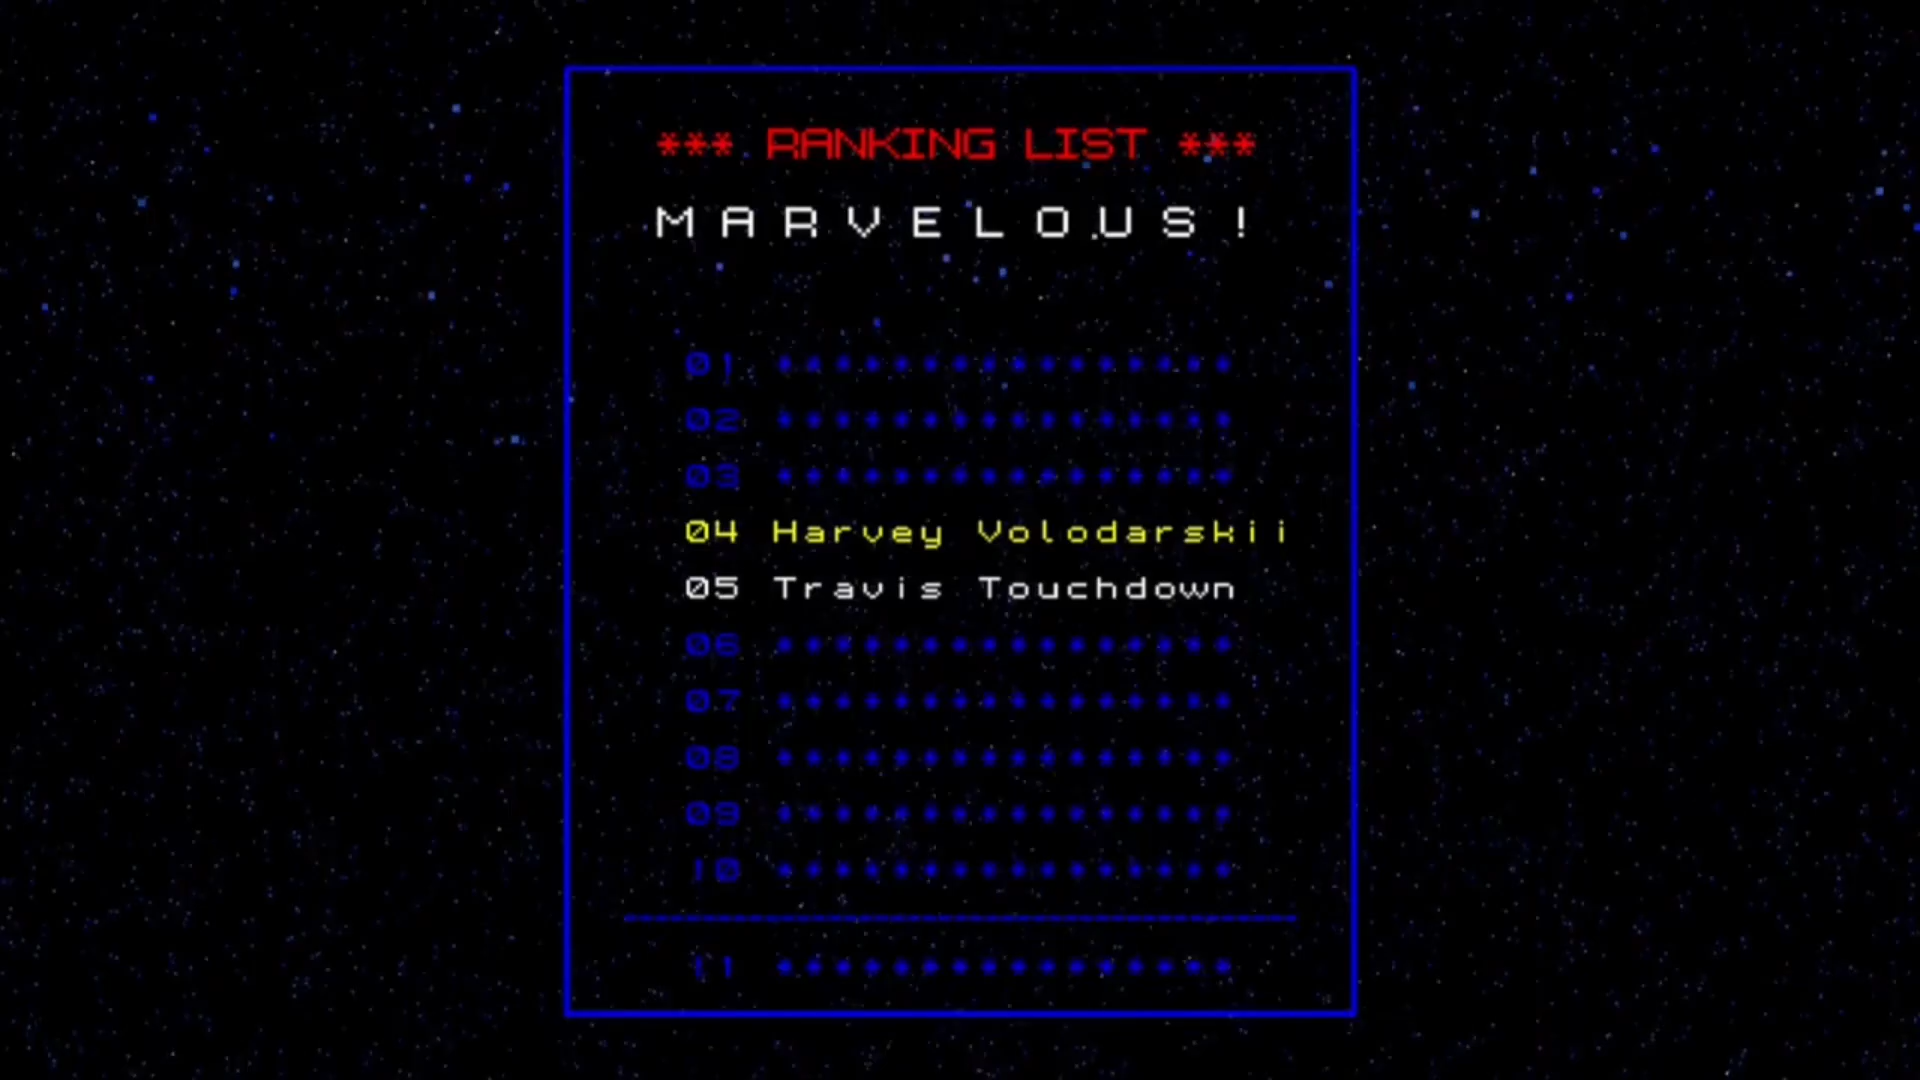 *** RANKING LIST ***
MARVELOUS!
01 ················
02 ················
03 ················
04 Harvey Volodarskii
05 Travis Touchdown
06 ················
07 ················
08 ················
09 ················
10 ················
11 ················